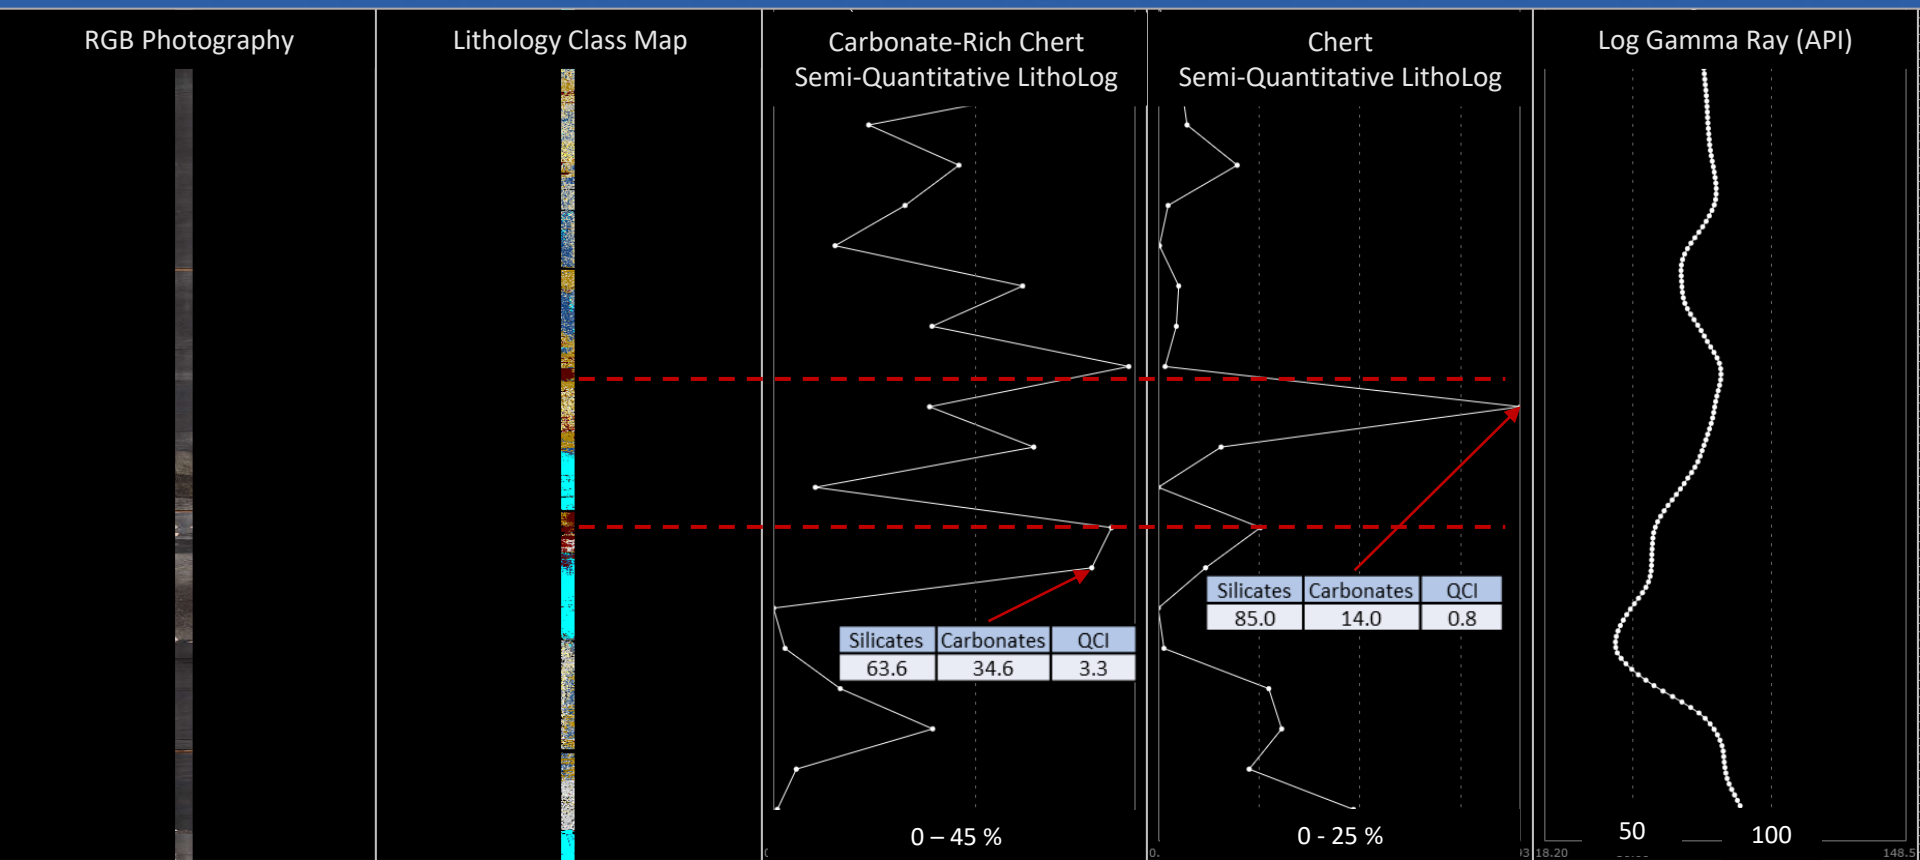 RGB Photography
Lithology Class Map
Carbonate-Rich Chert
Semi-Quantitative LithoLog
Chert
Semi-Quantitative LithoLog
Log Gamma Ray (API)
Silicates Carbonates QCI
85.0 14.0 0.8
Silicates Carbonates QCI
63.6 34.6 3.3
0 – 45 %
0 - 25 %
50
100
0.
18.20
148.5